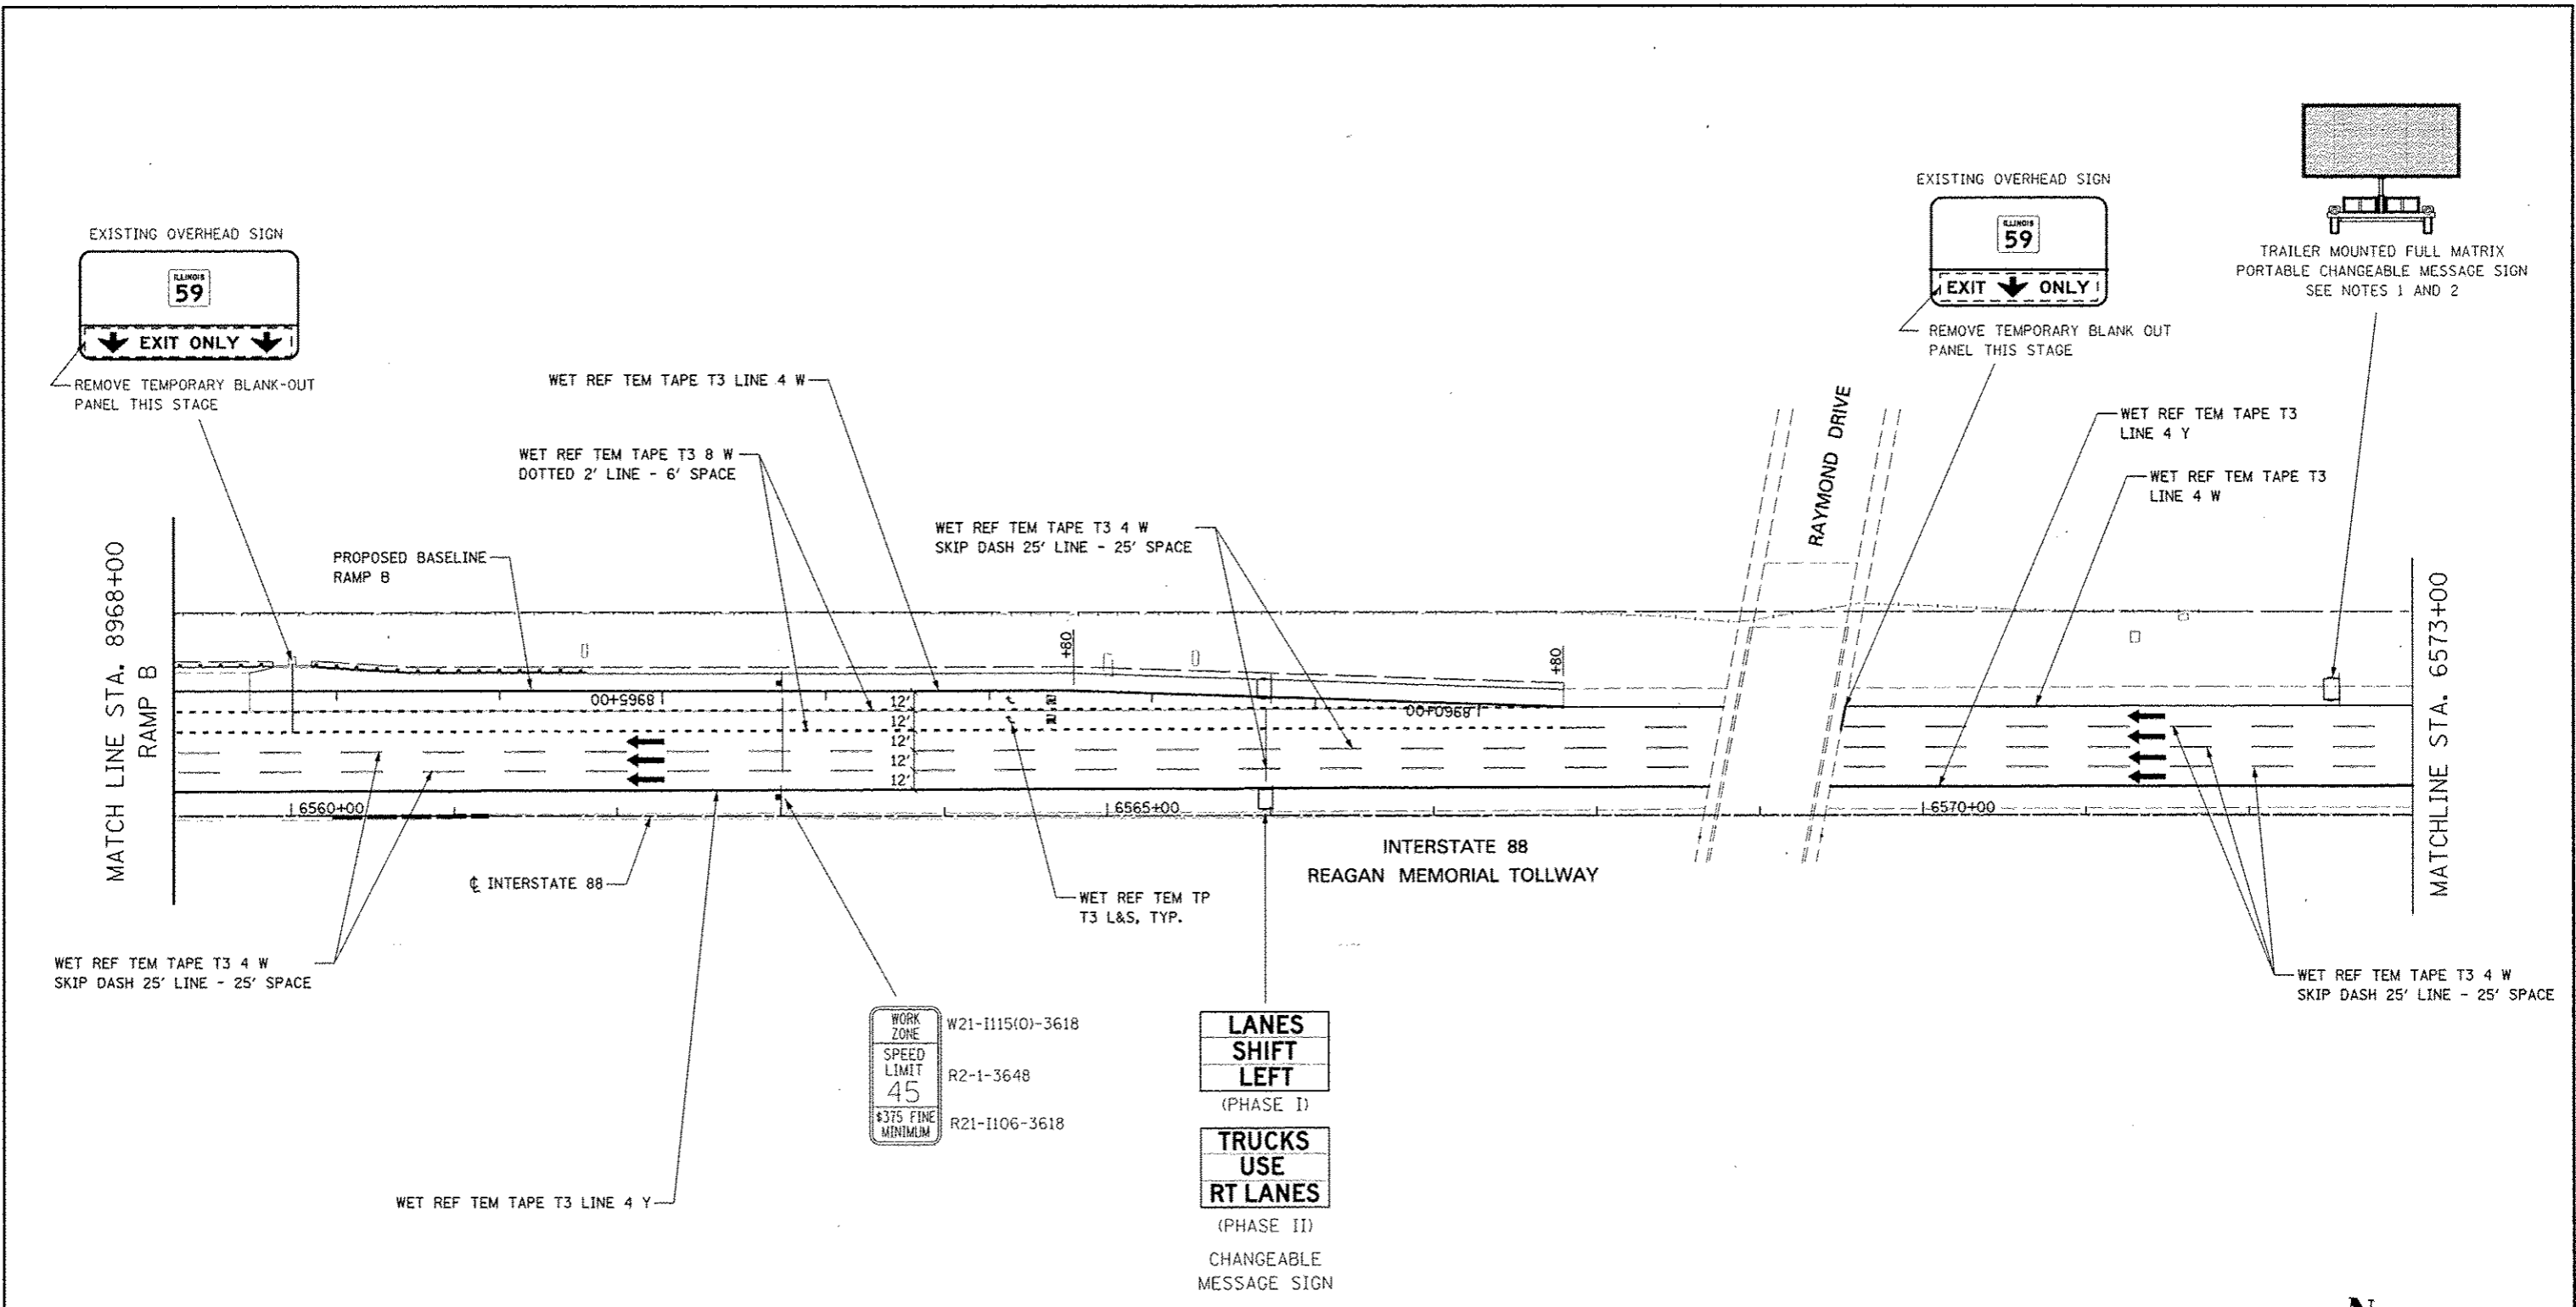 EXISTING OVERHEAD SIGN
ILLINOIS
59
EXIT ONLY
REMOVE TEMPORARY BLANK-OUT
PANEL THIS STAGE
EXISTING OVERHEAD SIGN
ILLINOIS
59
EXIT ONLY
REMOVE TEMPORARY BLANK OUT
PANEL THIS STAGE
TRAILER MOUNTED FULL MATRIX
PORTABLE CHANGEABLE MESSAGE SIGN
SEE NOTES 1 AND 2
WET REF TEM TAPE T3 LINE 4 W
WET REF TEM TAPE T3 8 W
DOTTED 2' LINE - 6' SPACE
WET REF TEM TAPE T3 4 W
SKIP DASH 25' LINE - 25' SPACE
RAYMOND DRIVE
WET REF TEM TAPE T3
LINE 4 Y
WET REF TEM TAPE T3
LINE 4 W
PROPOSED BASELINE
RAMP B
MATCH LINE STA. 8968+00
RAMP B
+80
+80
8965+00
8960+00
12'
12'
12'
12'
12'
6560+00
6565+00
6570+00
MATCHLINE STA. 6573+00
℄ INTERSTATE 88
INTERSTATE 88
REAGAN MEMORIAL TOLLWAY
WET REF TEM TP
T3 L&S, TYP.
WET REF TEM TAPE T3 4 W
SKIP DASH 25' LINE - 25' SPACE
WET REF TEM TAPE T3 4 W
SKIP DASH 25' LINE - 25' SPACE
WORK
ZONE
W21-I115(O)-3618
SPEED
LIMIT
45
R2-1-3648
$375 FINE
MINIMUM
R21-I106-3618
LANES
SHIFT
LEFT
(PHASE I)
TRUCKS
USE
RT LANES
(PHASE II)
CHANGEABLE
MESSAGE SIGN
WET REF TEM TAPE T3 LINE 4 Y
N